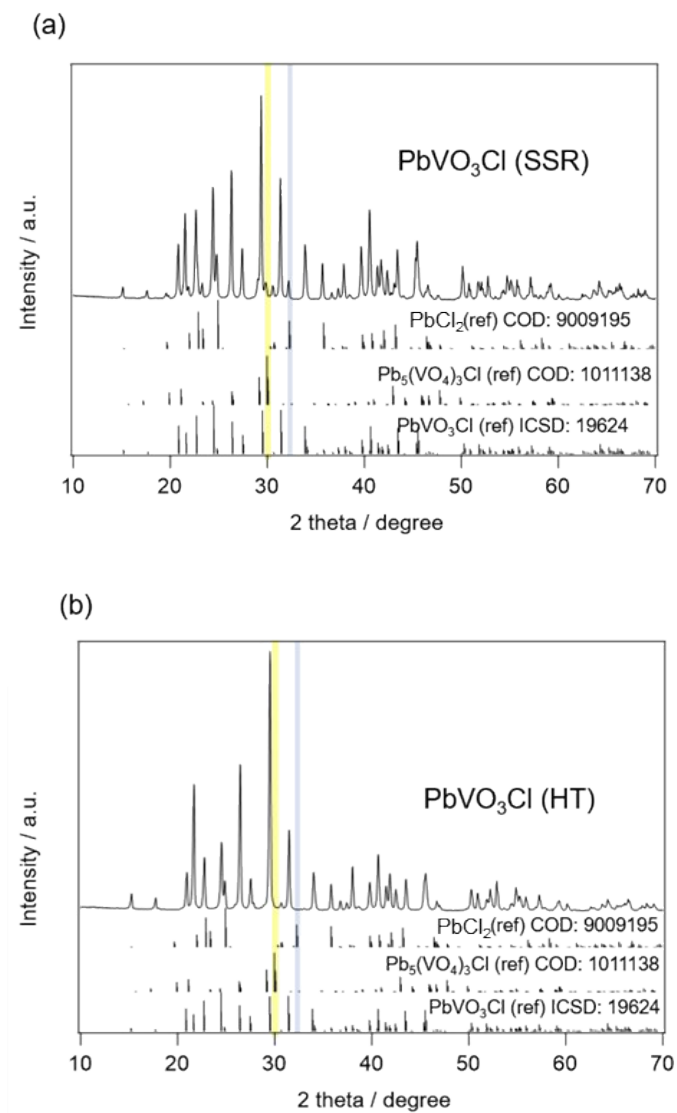 (a)
Intensity / a.u.
PbVO₃Cl (SSR)
PbCl₂(ref) COD: 9009195
Pb₅(VO₄)₃Cl (ref) COD: 1011138
PbVO₃Cl (ref) ICSD: 19624
10 20 30 40 50 60 70
2 theta / degree
(b)
Intensity / a.u.
PbVO₃Cl (HT)
PbCl₂(ref) COD: 9009195
Pb₅(VO₄)₃Cl (ref) COD: 1011138
PbVO₃Cl (ref) ICSD: 19624
10 20 30 40 50 60 70
2 theta / degree